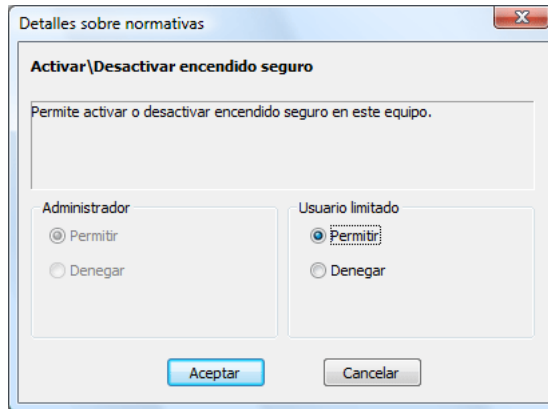 Detalles sobre normativas
Activar\Desactivar encendido seguro
Permite activar o desactivar encendido seguro en este equipo.
Administrador
Permitir
Denegar
Usuario limitado
Permitir
Denegar
Aceptar
Cancelar